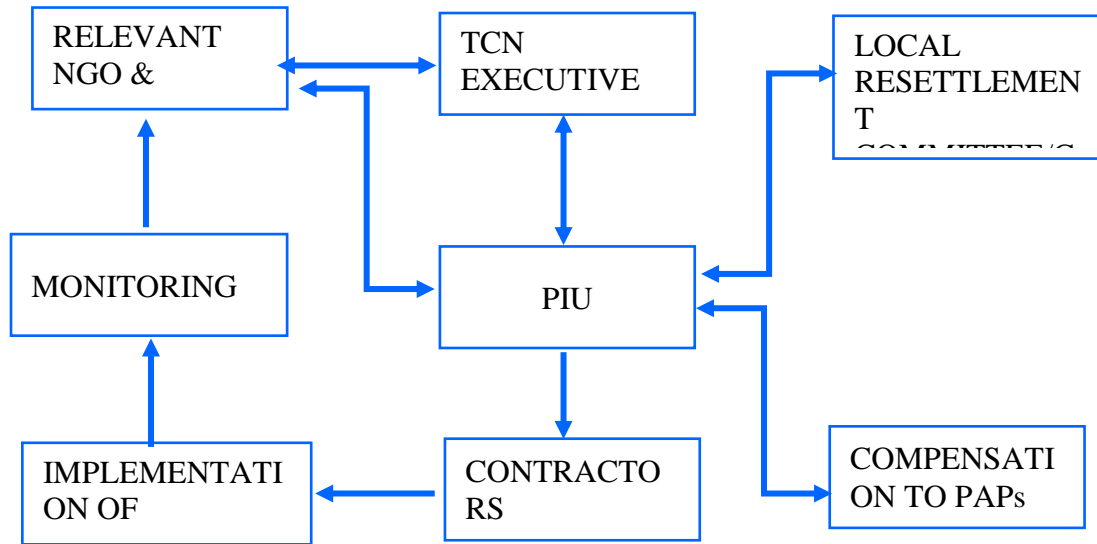 RELEVANT
NGO &
TCN
EXECUTIVE
LOCAL
RESETTLEMEN
T
MONITORING
PIU
IMPLEMENTATI
ON OF
CONTRACTO
RS
COMPENSATI
ON TO PAPs